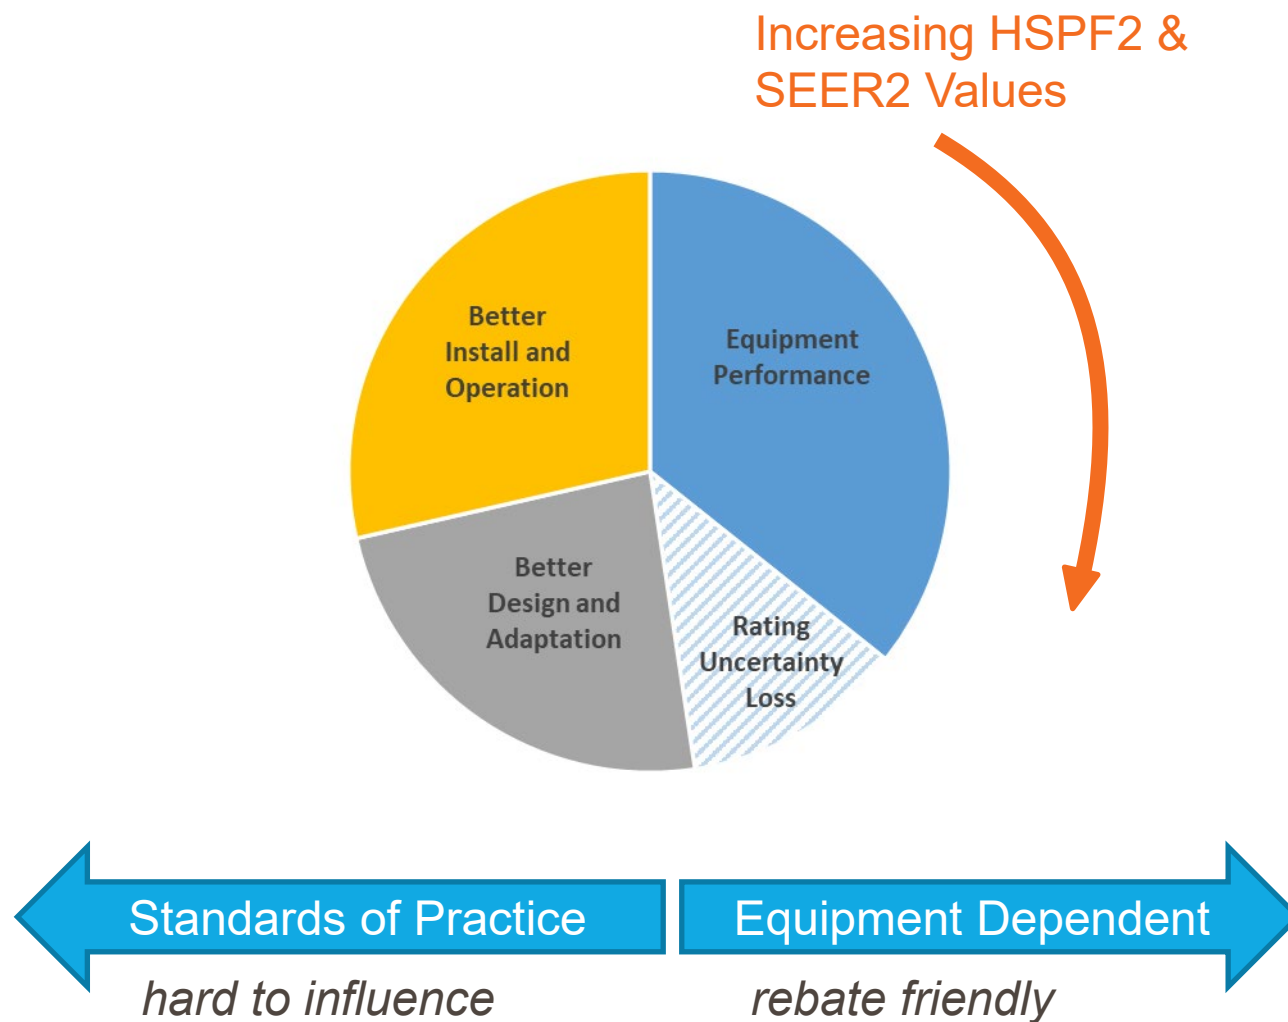 Increasing HSPF2 &
SEER2 Values
Better
Install and
Operation
Equipment
Performance
Better
Design and
Adaptation
Rating
Uncertainty
Loss
Standards of Practice
Equipment Dependent
hard to influence
rebate friendly